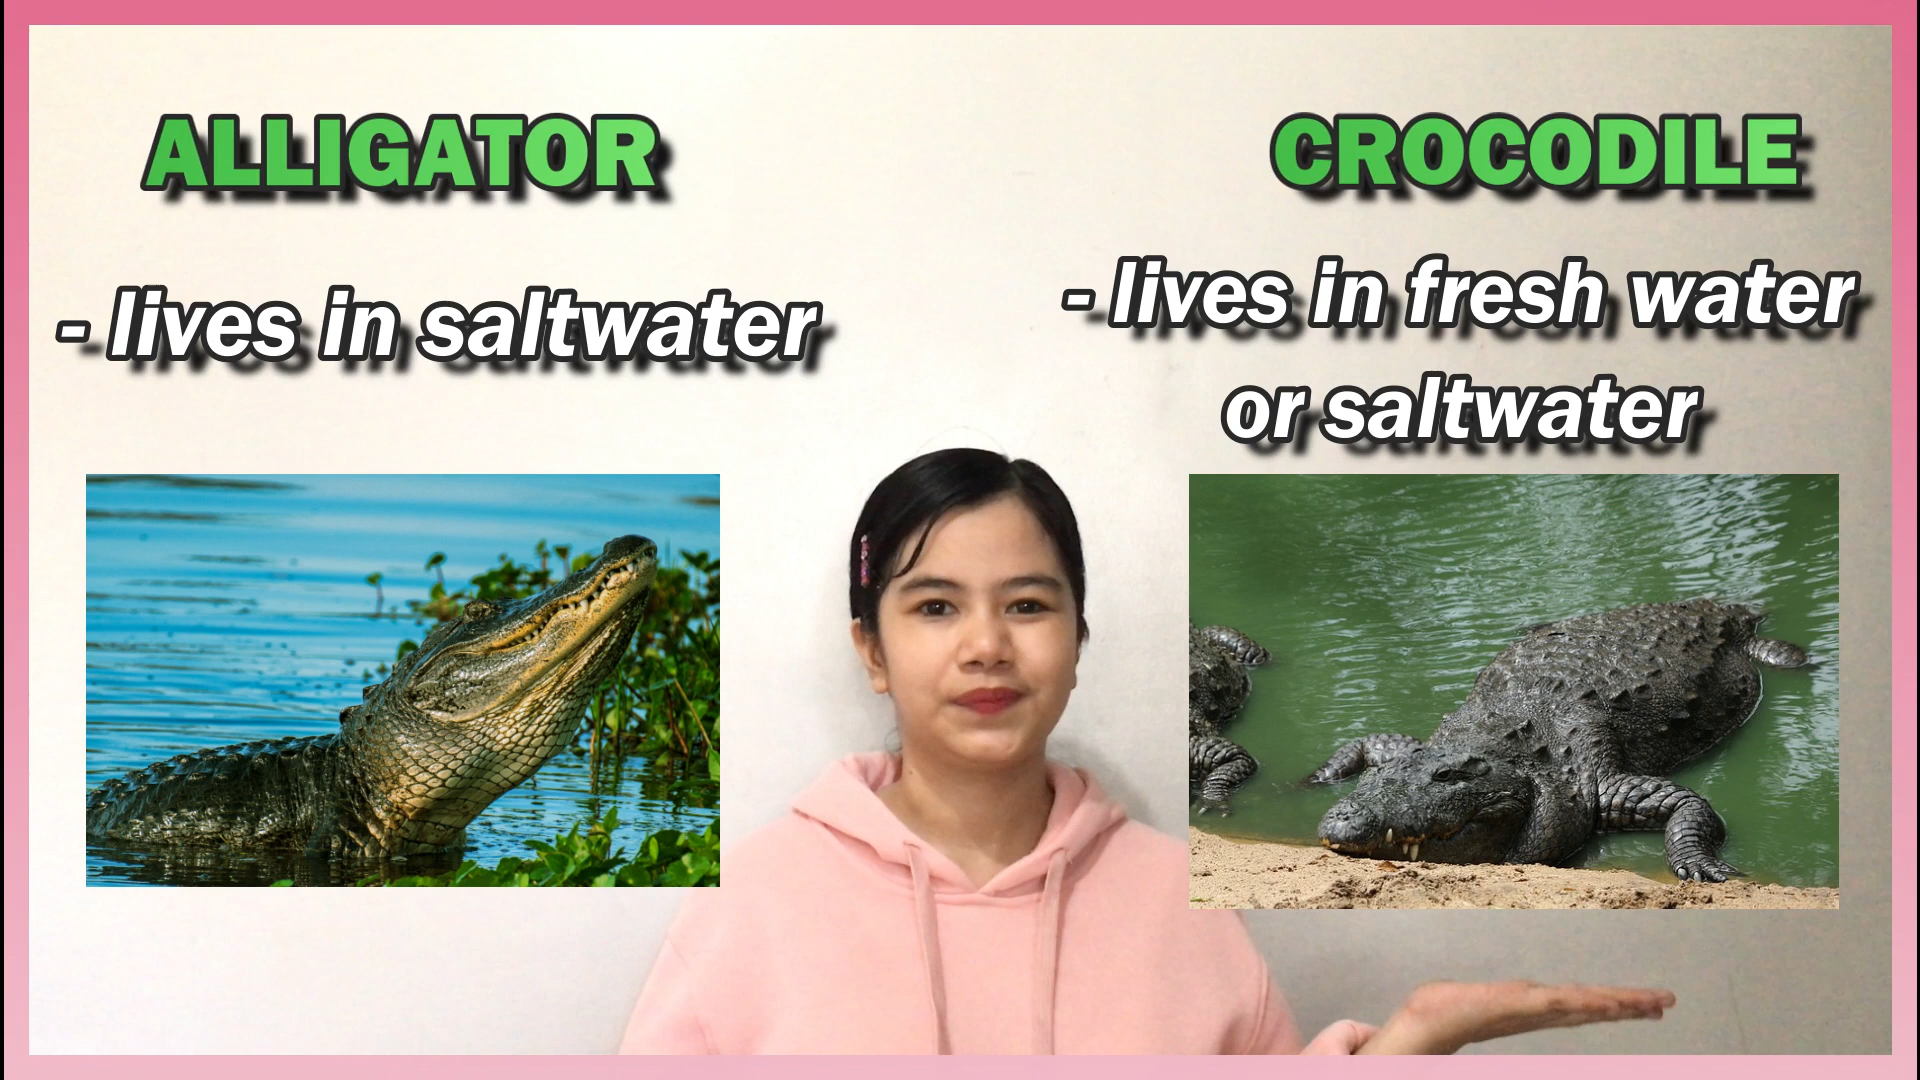 ALLIGATOR
- lives in saltwater
CROCODILE
- lives in fresh water
or saltwater